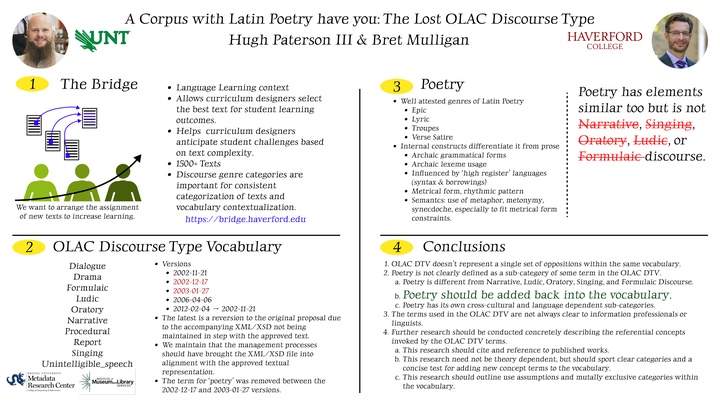 A Corpus with Latin Poetry have you: The Lost OLAC Discourse Type
Hugh Paterson III & Bret Mulligan
UNT
HAVERFORD
COLLEGE
1 The Bridge
We want to arrange the assignment
of new texts to increase learning.
• Language Learning context
• Allows curriculum designers select
the best text for student learning
outcomes.
• Helps curriculum designers
anticipate student challenges based
on text complexity.
• 1500+ Texts
• Discourse genre categories are
important for consistent
categorization of texts and
vocabulary contextualization.
https://bridge.haverford.edu
2 OLAC Discourse Type Vocabulary
Dialogue
Drama
Formulaic
Ludic
Oratory
Narrative
Procedural
Report
Singing
Unintelligible_speech
Metadata
Research Center
INSTITUTE of
Museum and Library
SERVICES
• Versions
• 2002-11-21
• 2002-12-17
• 2003-01-27
• 2006-04-06
• 2012-02-04 → 2002-11-21
• The latest is a reversion to the original proposal due
to the accompanying XML/XSD not being
maintained in step with the approved text.
• We maintain that the management processes
should have brought the XML/XSD file into
alignment with the approved textual
representation.
• The term for 'poetry' was removed between the
2002-12-17 and 2003-01-27 versions.
3 Poetry
• Well attested genres of Latin Poetry
• Epic
• Lyric
• Troupes
• Verse Satire
• Internal constructs differentiate it from prose
• Archaic grammatical forms
• Archaic lexeme usage
• Influenced by 'high register' languages
(syntax & borrowings)
• Metrical form, rhythmic pattern
• Semantics: use of metaphor, metonymy,
synecdoche, especially to fit metrical form
constraints.
Poetry has elements
similar too but is not
Narrative, Singing,
Oratory, Ludic, or
Formulaic discourse.
4 Conclusions
1. OLAC DTV doesn't represent a single set of oppositions within the same vocabulary.
2. Poetry is not clearly defined as a sub-category of some term in the OLAC DTV.
a. Poetry is different from Narrative, Ludic, Oratory, Singing, and Formulaic Discourse.
b. Poetry should be added back into the vocabulary.
c. Poetry has its own cross-cultural and language dependent sub-categories.
3. The terms used in the OLAC DTV are not always clear to information professionals or
linguists.
4. Further research should be conducted concretely describing the referential concepts
invoked by the OLAC DTV terms.
a. This research should cite and reference to published works.
b. This research need not be theory dependent, but should sport clear categories and a
concise test for adding new concept terms to the vocabulary.
c. This research should outline use assumptions and mutally exclusive categories within
the vocabulary.